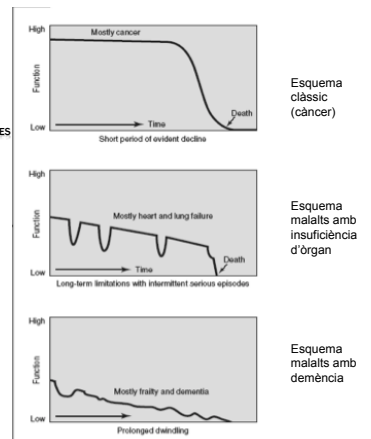 High
Mostly cancer
Function
Death
Time
Low
Short period of evident decline
Esquema
clàssic
(càncer)
ES
High
Mostly heart and lung failure
Function
Death
Time
Low
Long-term limitations with intermittent serious episodes
Esquema
malalts amb
insuficiència
d'òrgan
High
Function
Mostly frailty and dementia
Low
Time
Prolonged dwindling
Esquema
malalts amb
demència